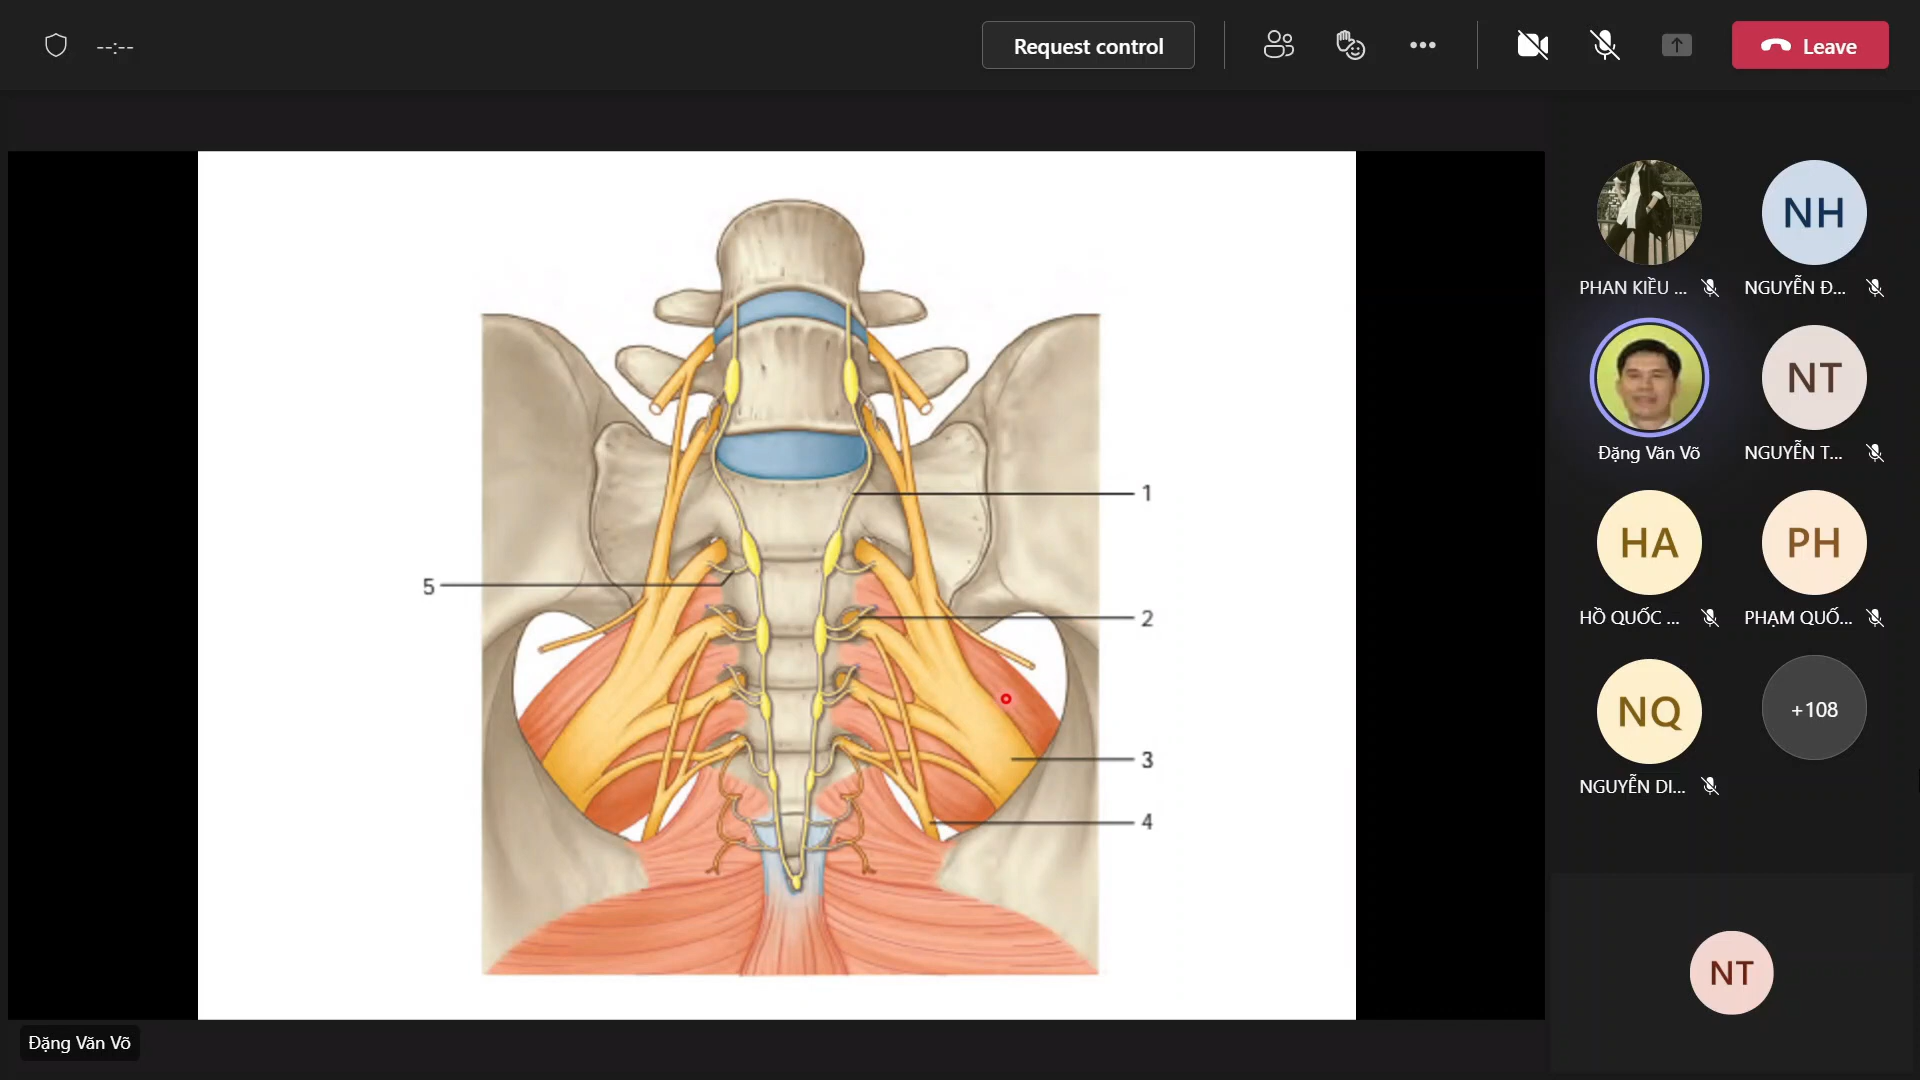 --:--
Request control
Leave
1
5
2
3
4
PHAN KIỀU ...
NH
NGUYỄN Đ...
Đặng Văn Võ
NT
NGUYỄN T...
HA
HỒ QUỐC ...
PH
PHẠM QUỐ...
NQ
NGUYỄN DI...
+108
NT
Đặng Văn Võ